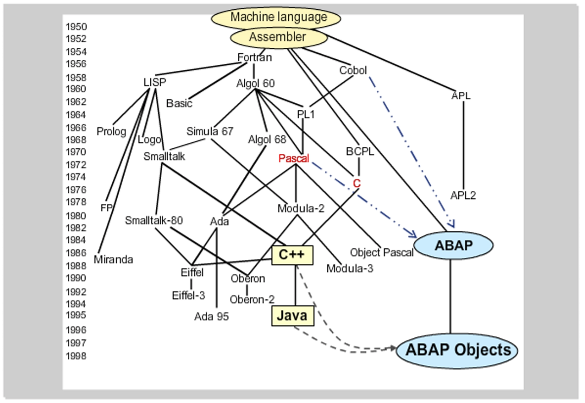 Machine language
Assembler
1950
1952
1954
1956
1958
1960
1962
1964
1966
1968
1970
1972
1974
1976
1978
1980
1982
1984
1986
1988
1990
1992
1994
1995
1996
1997
1998
Fortran
LISP
Cobol
Basic
Algol 60
APL
PL1
Prolog
Logo
Simula 67
Algol 68
BCPL
Smalltalk
Pascal
C
APL2
FP
Smalltalk-80
Ada
Modula-2
ABAP
Miranda
C++
Object Pascal
Eiffel
Oberon
Modula-3
Eiffel-3
Oberon-2
Ada 95
Java
ABAP Objects